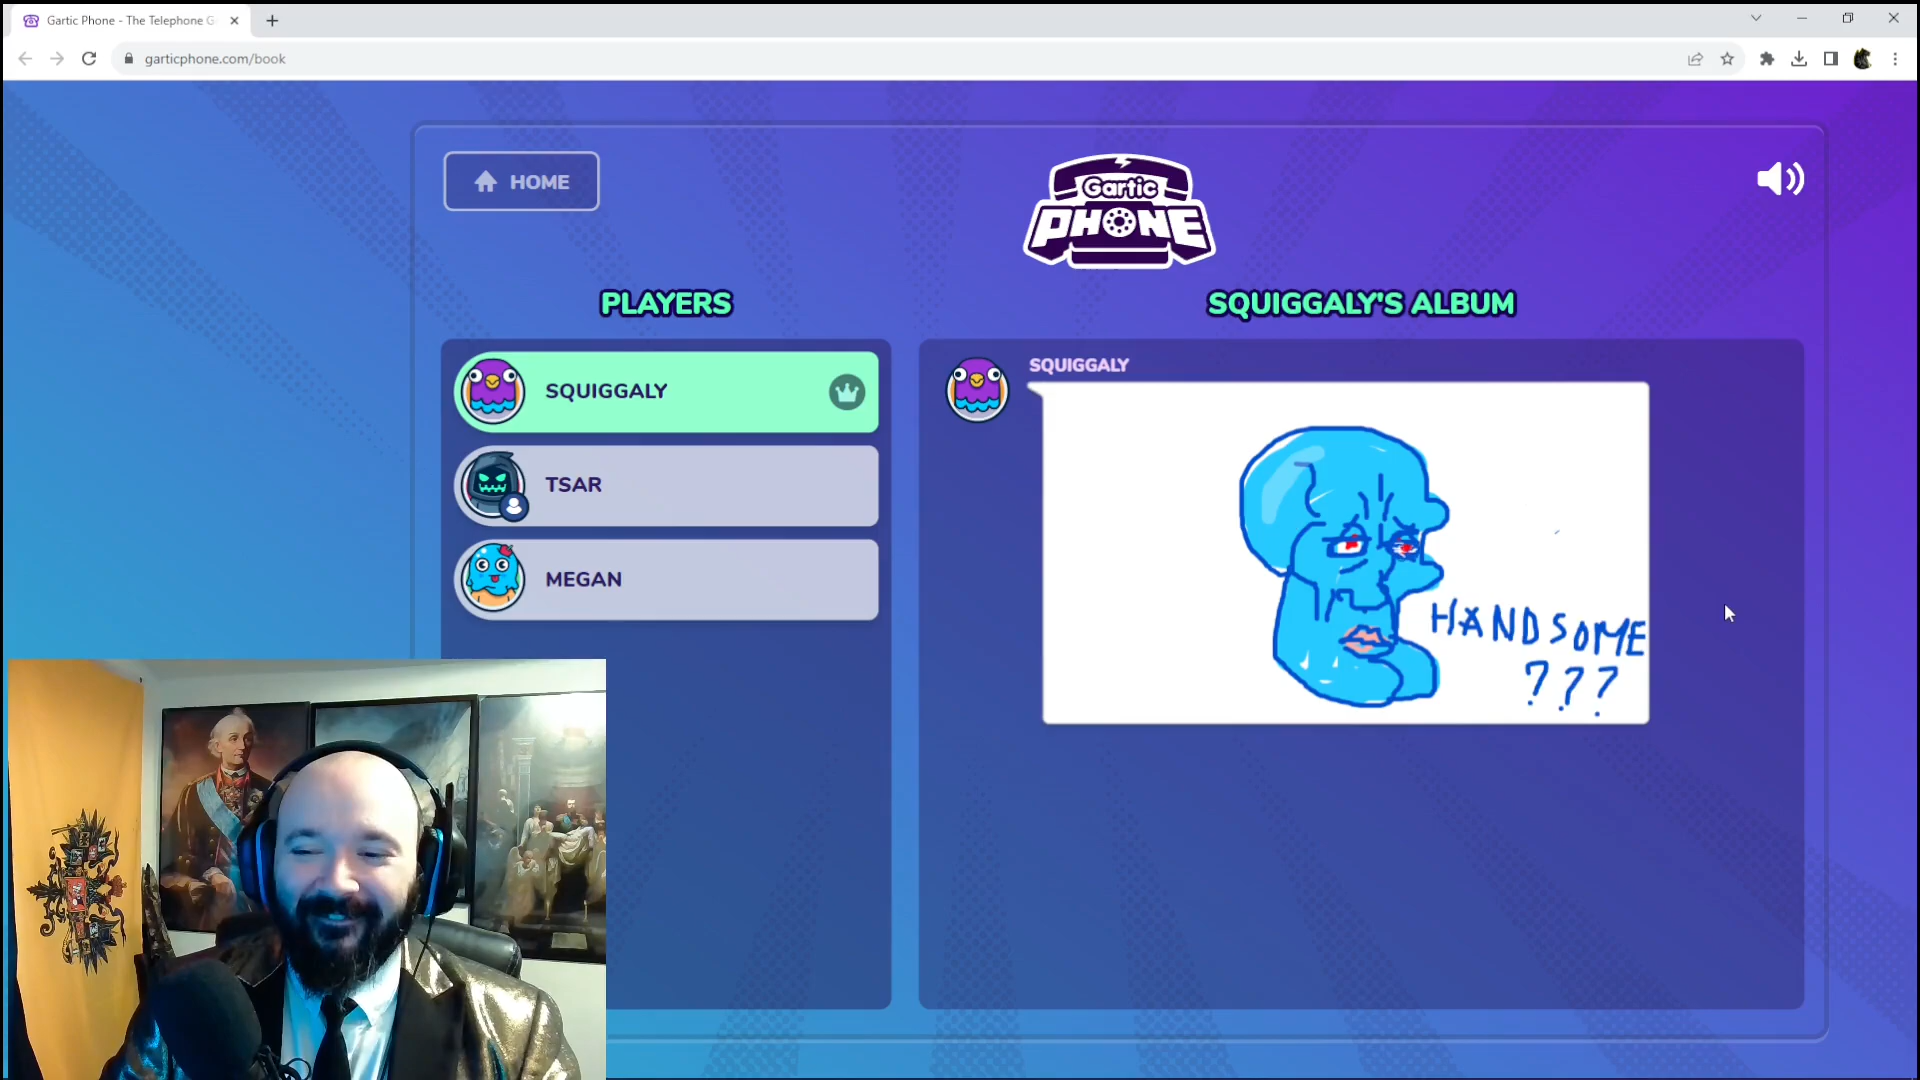 Gartic Phone - The Telephone G
garticphone.com/book
HOME
Gartic
PHONE
PLAYERS
SQUIGGALY'S ALBUM
SQUIGGALY
TSAR
MEGAN
SQUIGGALY
HANDSOME
???